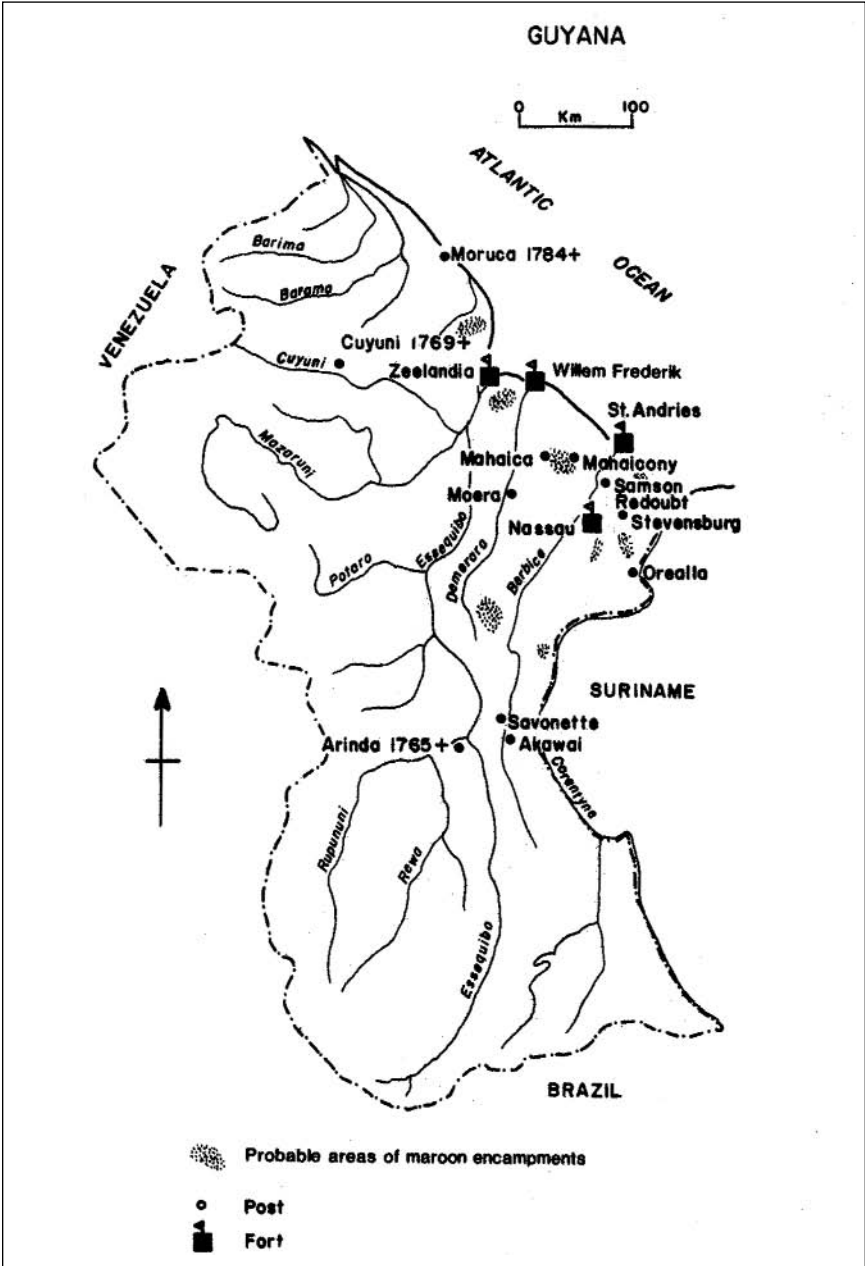 GUYANA
0 100
Km
ATLANTIC
OCEAN
Barima
Moruca 1784+
Barama
VENEZUELA
Cuyuni 1769+
Cuyuni
Zeelandia
Willem Frederik
St. Andries
Mazaruni
Mahaica
Mahaicony
Samson
Moera
Redoubt
Nassau
Stevensburg
Essequibo
Demerara
Berbice
Potaro
Orealla
SURINAME
Savonette
Arinda 1765+
Akawai
Corentyne
Rupununi
Rewa
Essequibo
BRAZIL
Probable areas of maroon encampments
Post
Fort